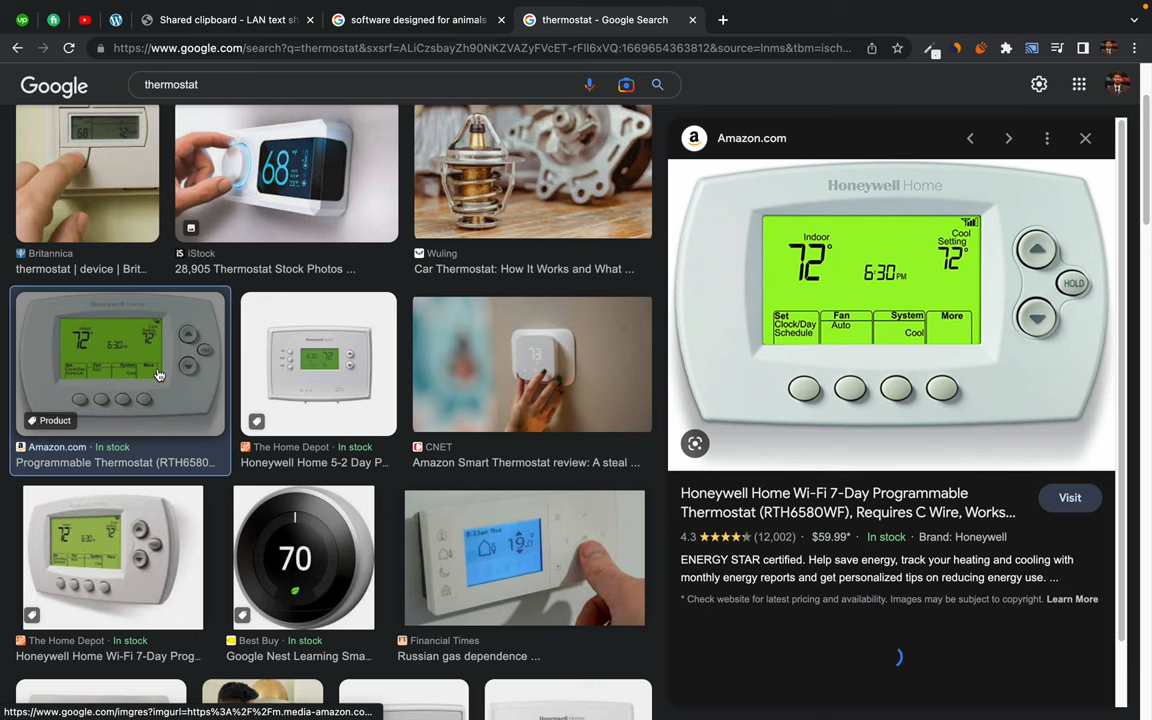 Shared clipboard - LAN text sh
software designed for animals
thermostat - Google Search
https://www.google.com/search?q=thermostat&sxsrf=ALiCzsbayZh90NKZVAZyFVcET-rFlI6xVQ:1669654363812&source=lnms&tbm=isch...
Google
thermostat
Britannica
thermostat | device | Brit...
iStock
28,905 Thermostat Stock Photos ...
Wuling
Car Thermostat: How It Works and What ...
68
Product
Amazon.com · In stock
Programmable Thermostat (RTH6580...
The Home Depot · In stock
Honeywell Home 5-2 Day P...
CNET
Amazon Smart Thermostat review: A steal ...
73
70
19.0
The Home Depot · In stock
Honeywell Home Wi-Fi 7-Day Prog...
Best Buy · In stock
Google Nest Learning Sma...
Financial Times
Russian gas dependence ...
https://www.google.com/imgres?imgurl=https%3A%2F%2Fm.media-amazon.co...
Amazon.com
Honeywell Home
Indoor
72°
6:30 PM
Cool
Setting
72°
HOLD
Set
Clock/Day
Schedule
Fan
Auto
System
Cool
More
Honeywell Home Wi-Fi 7-Day Programmable
Thermostat (RTH6580WF), Requires C Wire, Works...
Visit
4.3 ★★★★★ (12,002) · $59.99* · In stock · Brand: Honeywell
ENERGY STAR certified. Help save energy, track your heating and cooling with
monthly energy reports and get personalized tips on reducing energy use. ...
* Check website for latest pricing and availability. Images may be subject to copyright. Learn More